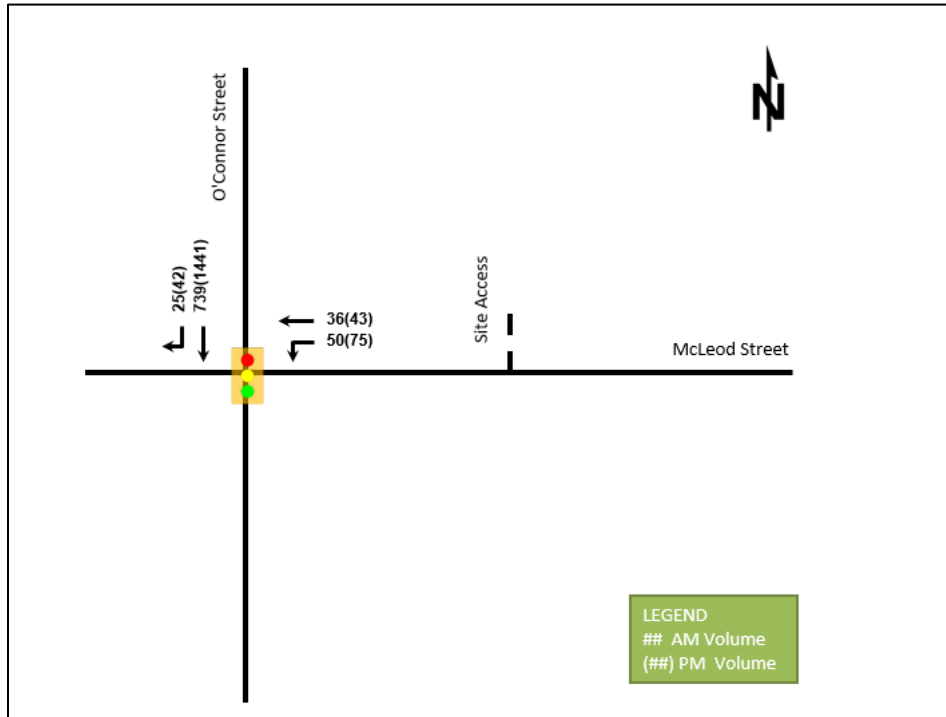 N
O'Connor Street
25(42)
739(1441)
36(43)
50(75)
Site Access
McLeod Street
LEGEND
## AM Volume
(##) PM Volume